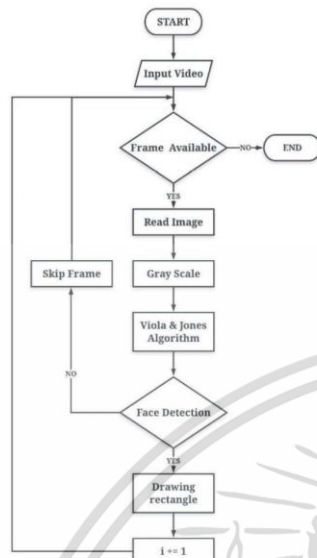 START
Input Video
Frame Available
NO
END
YES
Read Image
Skip Frame
Gray Scale
Viola & Jones
Algorithm
NO
Face Detection
YES
Drawing
rectangle
i += 1